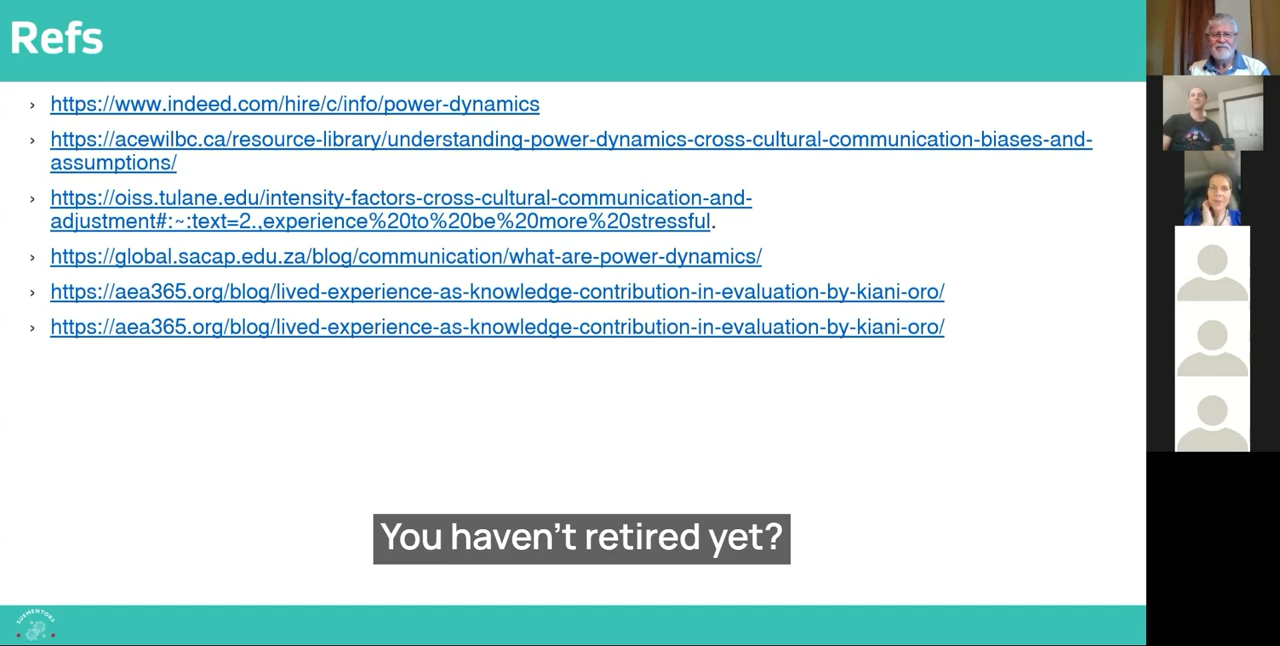 Refs
› https://www.indeed.com/hire/c/info/power-dynamics
› https://acewilbc.ca/resource-library/understanding-power-dynamics-cross-cultural-communication-biases-and-
assumptions/
› https://oiss.tulane.edu/intensity-factors-cross-cultural-communication-and-
adjustment#:~:text=2.,experience%20to%20be%20more%20stressful.
› https://global.sacap.edu.za/blog/communication/what-are-power-dynamics/
› https://aea365.org/blog/lived-experience-as-knowledge-contribution-in-evaluation-by-kiani-oro/
› https://aea365.org/blog/lived-experience-as-knowledge-contribution-in-evaluation-by-kiani-oro/
You haven’t retired yet?